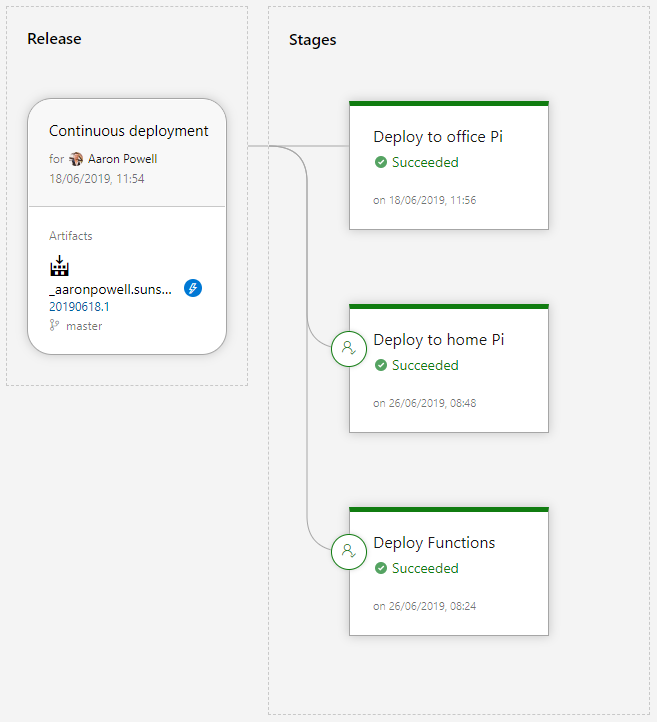 Release
Continuous deployment
for Aaron Powell
18/06/2019, 11:54
Artifacts
_aaronpowell.suns...
20190618.1
master
Stages
Deploy to office Pi
Succeeded
on 18/06/2019, 11:56
Deploy to home Pi
Succeeded
on 26/06/2019, 08:48
Deploy Functions
Succeeded
on 26/06/2019, 08:24